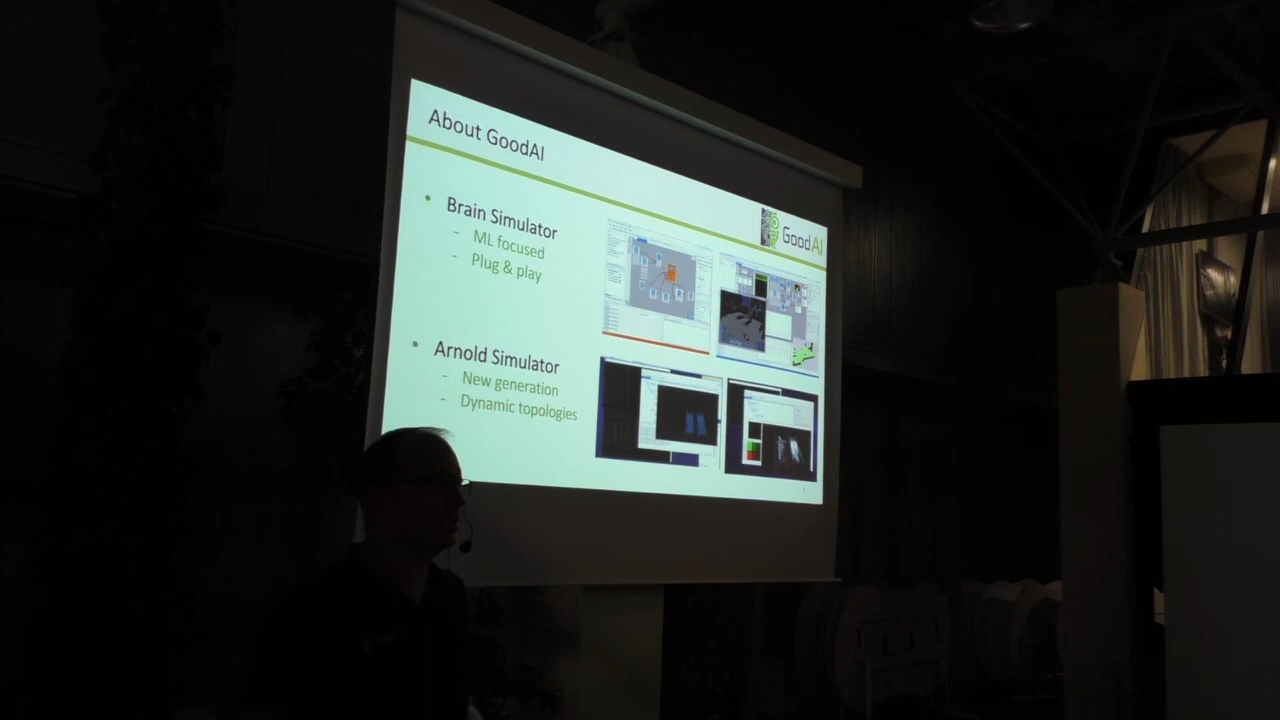 About GoodAI
GoodAI
• Brain Simulator
- ML focused
- Plug & play
• Arnold Simulator
- New generation
- Dynamic topologies